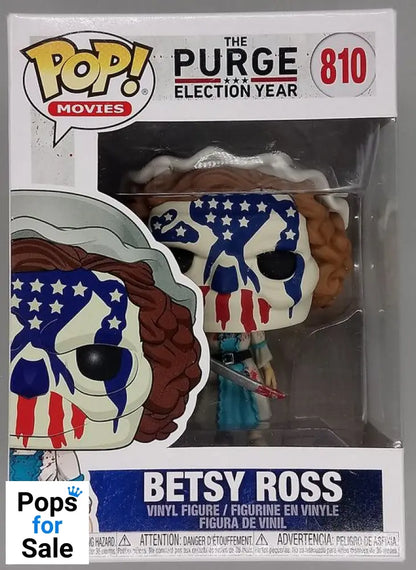 POP!
MOVIES
THE
PURGE
ELECTION YEAR
810
BETSY ROSS
VINYL FIGURE / FIGURINE EN VINYLE
FIGURA DE VINIL
HAZARD. ATTENTION: DANGER D'ÉTOUFFEMENT. ADVERTENCIA: PELIGRO DE ASFIXIA
Pops
for
Sale